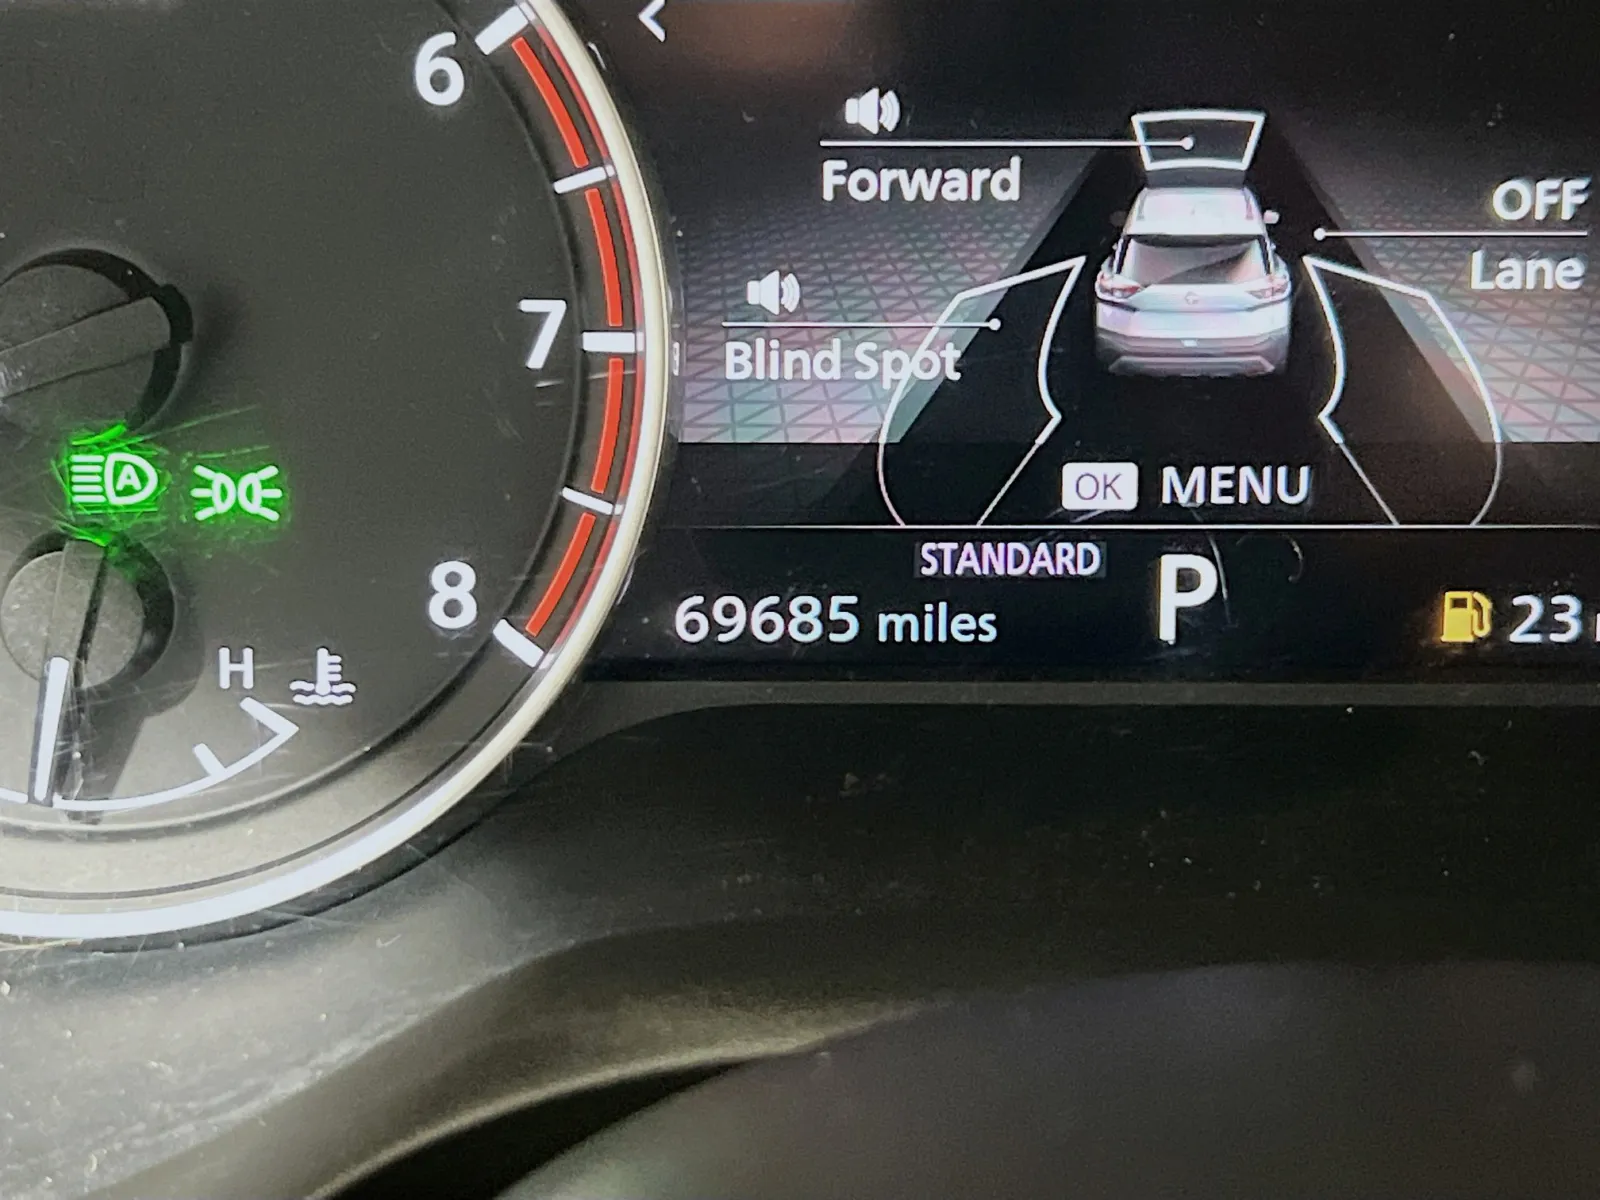 6
Forward
OFF
Lane
7
Blind Spot
A
OK MENU
STANDARD
8
69685 miles
P
23
H